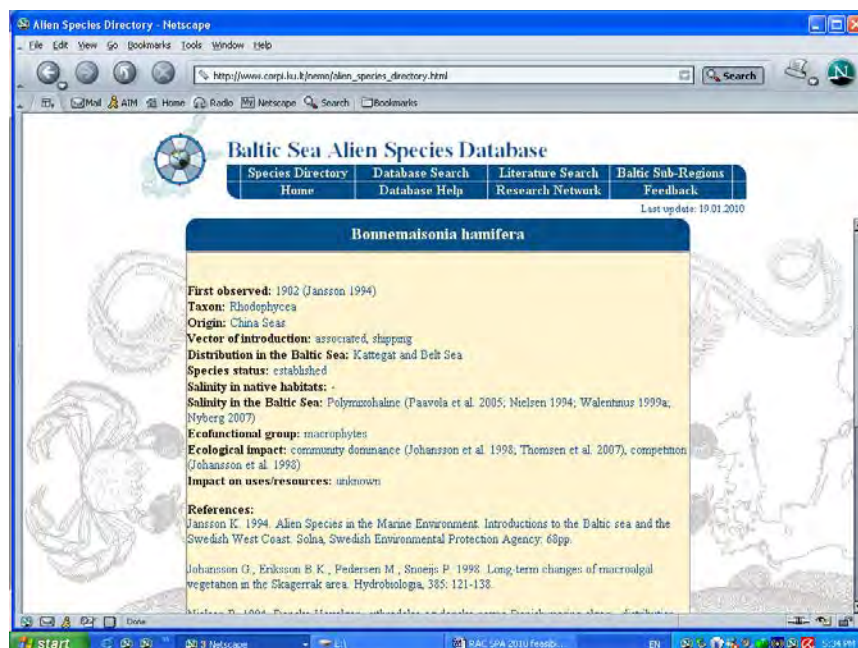 Alien Species Directory - Netscape
File Edit View Go Bookmarks Tools Window Help
http://www.corpi.ku.lt/nemo/alien_species_directory.html Search
Mail AIM Home Radio Netscape Search Bookmarks
Baltic Sea Alien Species Database
Species Directory Database Search Literature Search Baltic Sub-Regions
Home Database Help Research Network Feedback
Last update: 19.01.2010
Bonnemaisonia hamifera
First observed: 1902 (Jansson 1994)
Taxon: Rhodophycea
Origin: China Seas
Vector of introduction: associated, shipping
Distribution in the Baltic Sea: Kattegat and Belt Sea
Species status: established
Salinity in native habitats: -
Salinity in the Baltic Sea: Polymixohaline (Paavola et al. 2005; Nielsen 1994; Walentinus 1999a;
Nyberg 2007)
Ecofunctional group: macrophytes
Ecological impact: community dominance (Johansson et al. 1998; Thomsen et al. 2007), competition
(Johansson et al. 1998)
Impact on uses/resources: unknown
References:
Jansson K. 1994. Alien Species in the Marine Environment. Introductions to the Baltic sea and the
Swedish West Coast. Solna, Swedish Environmental Protection Agency: 68pp.
Johansson G., Eriksson B.K., Pedersen M., Snoeijs P. 1998. Long-term changes of macroalgal
vegetation in the Skagerrak area. Hydrobiologia, 385: 121-138.
Done
start 3 Netscape E:\ RAC SPA 2010 EN 5:34 PM